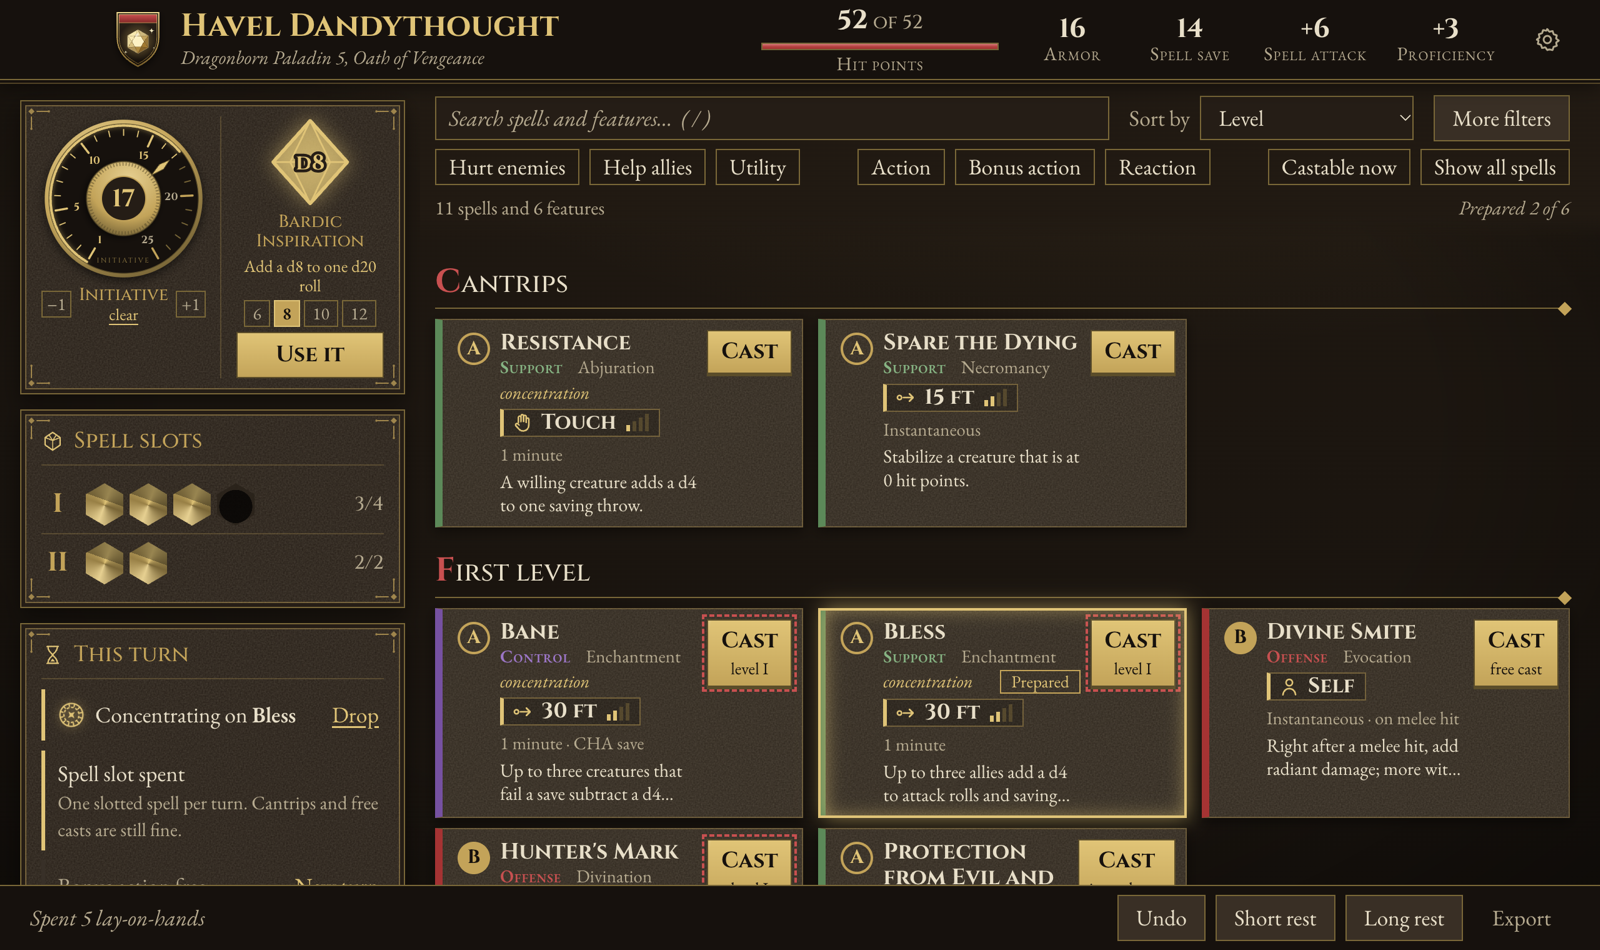 HAVEL DANDYTHOUGHT
Dragonborn Paladin 5, Oath of Vengeance
52 OF 52
HIT POINTS
16
ARMOR
14
SPELL SAVE
+6
SPELL ATTACK
+3
PROFICIENCY
1
5
10
15
20
25
17
INITIATIVE
−1
INITIATIVE
clear
+1
D8
BARDIC
INSPIRATION
Add a d8 to one d20
roll
6 8 10 12
USE IT
SPELL SLOTS
I 3/4
II 2/2
THIS TURN
Concentrating on Bless Drop
Spell slot spent
One slotted spell per turn. Cantrips and free
casts are still fine.
Search spells and features... ( / )
Sort by Level More filters
Hurt enemies Help allies Utility Action Bonus action Reaction Castable now Show all spells
11 spells and 6 features
Prepared 2 of 6
CANTRIPS
A RESISTANCE CAST
SUPPORT Abjuration
concentration
TOUCH
1 minute
A willing creature adds a d4
to one saving throw.
A SPARE THE DYING CAST
SUPPORT Necromancy
15 FT
Instantaneous
Stabilize a creature that is at
0 hit points.
FIRST LEVEL
A BANE CAST
level I
CONTROL Enchantment
concentration
30 FT
1 minute · CHA save
Up to three creatures that
fail a save subtract a d4...
A BLESS CAST
level I
SUPPORT Enchantment
concentration Prepared
30 FT
1 minute
Up to three allies add a d4
to attack rolls and saving...
B DIVINE SMITE CAST
free cast
OFFENSE Evocation
SELF
Instantaneous · on melee hit
Right after a melee hit, add
radiant damage; more wit...
B HUNTER'S MARK CAST
OFFENSE Divination
A PROTECTION CAST
FROM EVIL AND
Spent 5 lay-on-hands
Undo Short rest Long rest Export